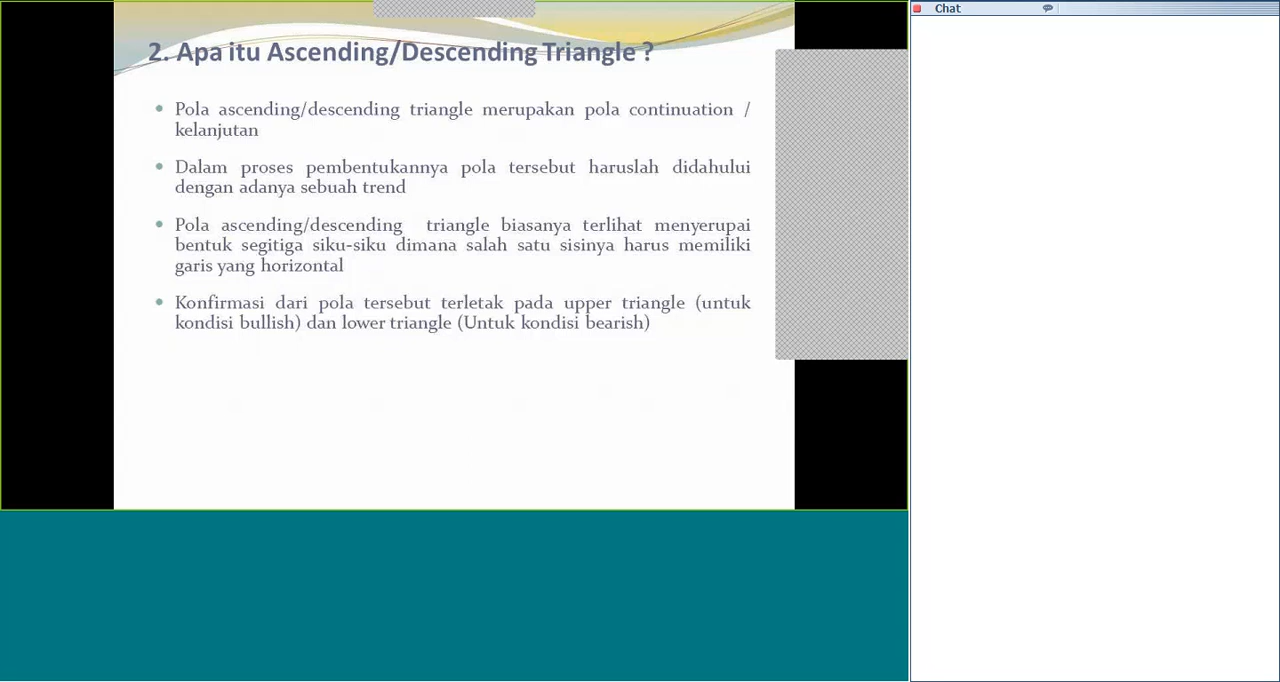 2. Apa itu Ascending/Descending Triangle ?
• Pola ascending/descending triangle merupakan pola continuation /
kelanjutan
• Dalam proses pembentukannya pola tersebut haruslah didahului
dengan adanya sebuah trend
• Pola ascending/descending triangle biasanya terlihat menyerupai
bentuk segitiga siku-siku dimana salah satu sisinya harus memiliki
garis yang horizontal
• Konfirmasi dari pola tersebut terletak pada upper triangle (untuk
kondisi bullish) dan lower triangle (Untuk kondisi bearish)
Chat